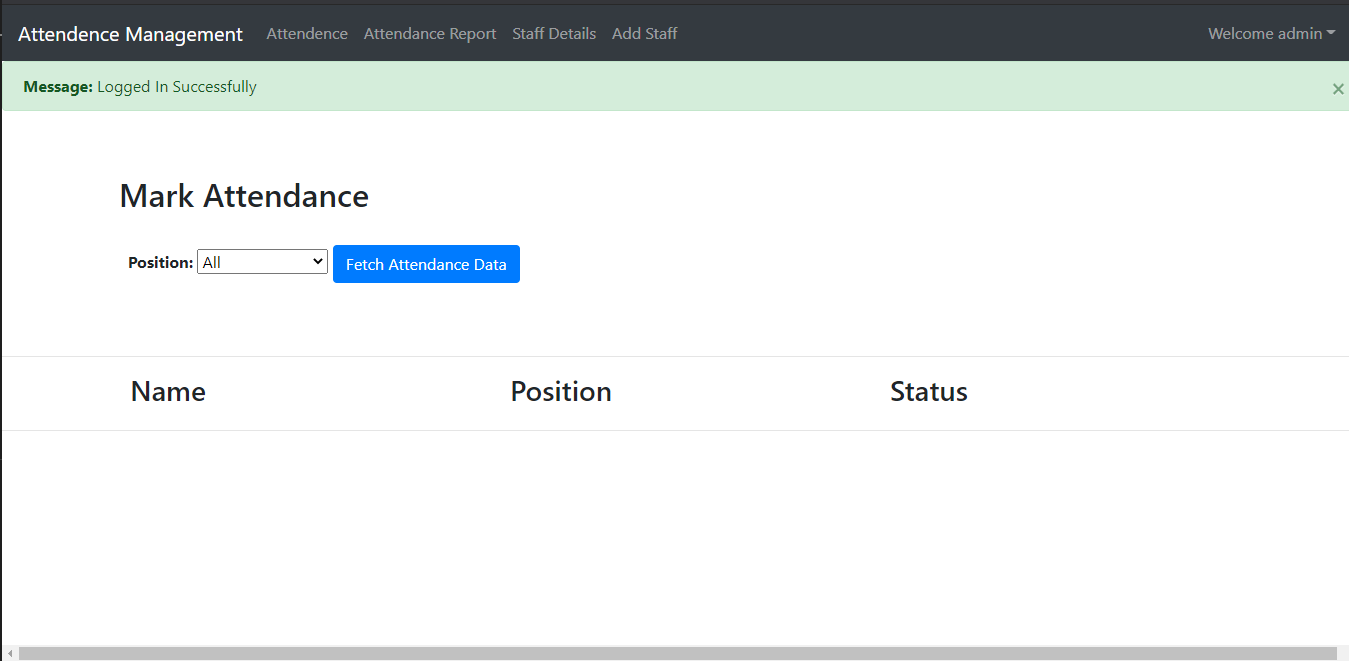 Attendence Management Attendence Attendance Report Staff Details Add Staff Welcome admin
Message: Logged In Successfully ×
Mark Attendance
Position: All Fetch Attendance Data
Name Position Status